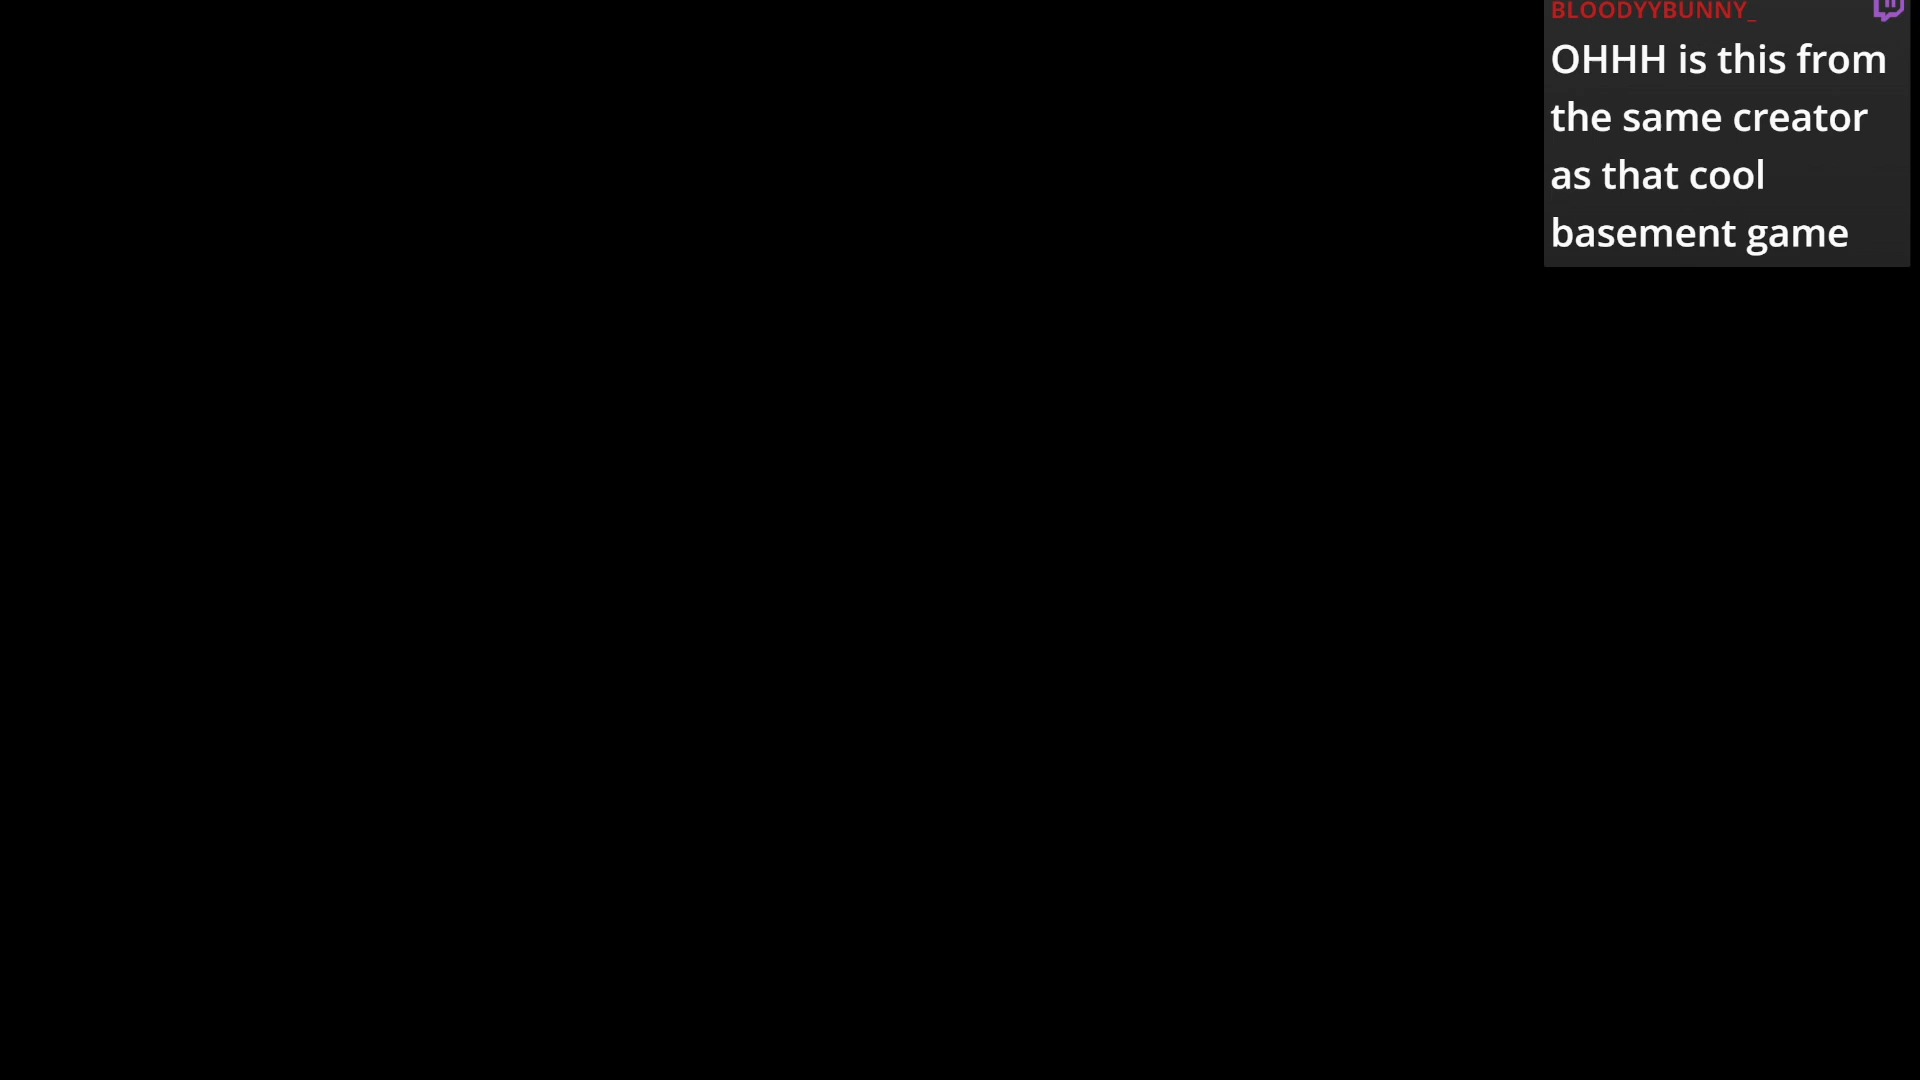 BLOODYYBUNNY_
OHHH is this from
the same creator
as that cool
basement game